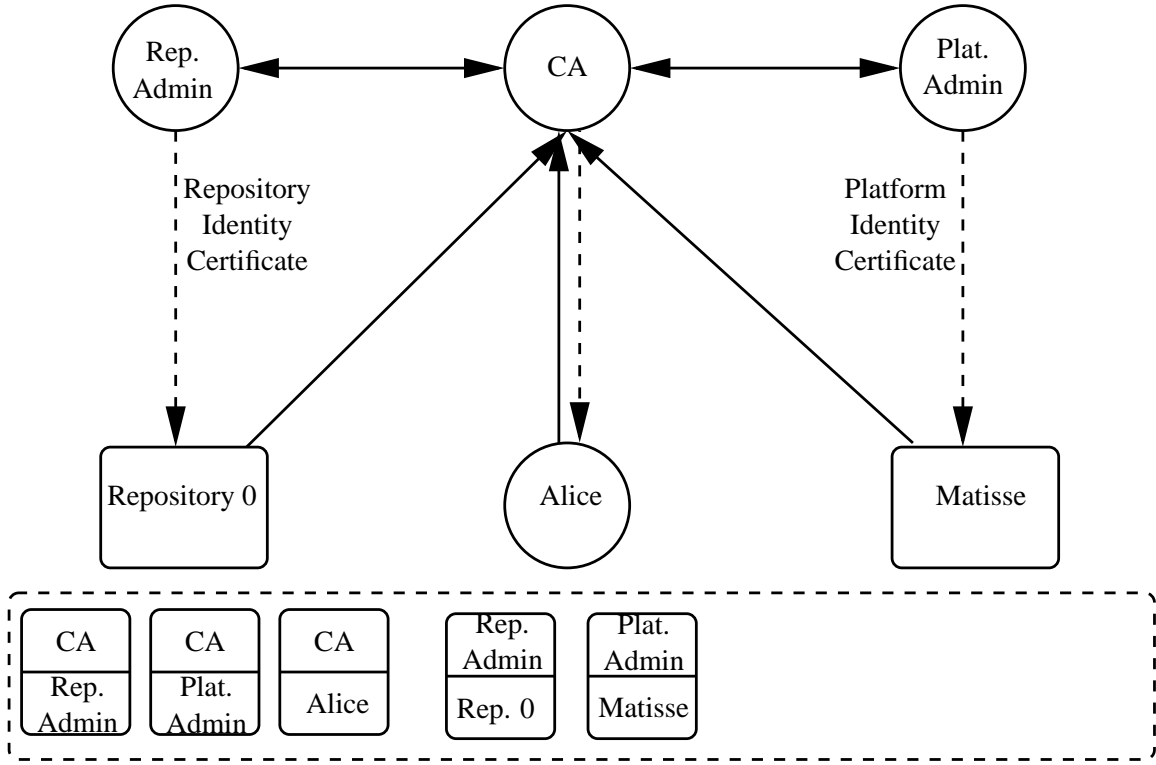 Rep.
Admin
CA
Plat.
Admin
Repository
Identity
Certificate
Platform
Identity
Certificate
Repository 0
Alice
Matisse
CA
Rep.
Admin
CA
Plat.
Admin
CA
Alice
Rep.
Admin
Rep. 0
Plat.
Admin
Matisse